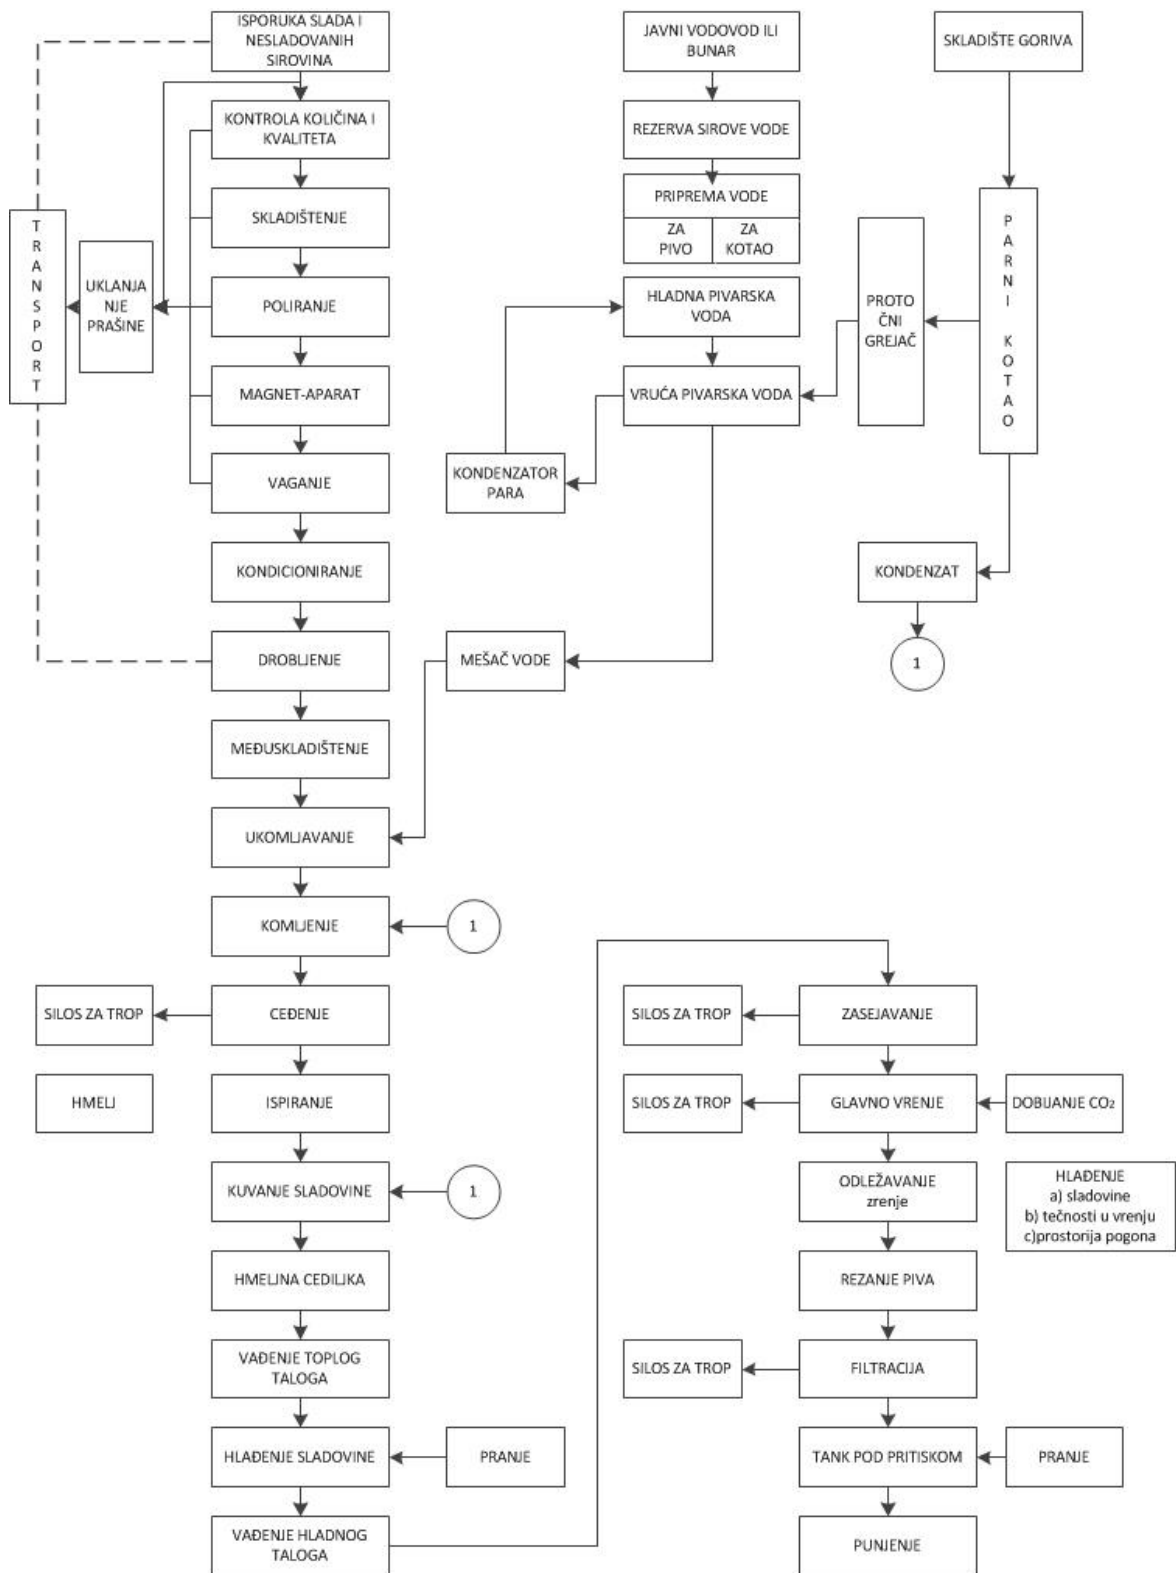 ISPORUKA SLADA I
NESLADOVANIH
SIROVINA
JAVNI VODOVOD ILI
BUNAR
SKLADIŠTE GORIVA
KONTROLA KOLIČINA I
KVALITETA
REZERVA SIROVE VODE
SKLADIŠTENJE
PRIPREMA VODE
ZA
PIVO
ZA
KOTAO
TRANSPORT
UKLANJA
NJE
PRAŠINE
POLIRANJE
HLADNA PIVARSKA
VODA
PROTO
ČNI
GREJAČ
PARNI KOTAO
MAGNET-APARAT
VRUĆA PIVARSKA VODA
VAGANJE
KONDENZATOR
PARA
KONDICIONIRANJE
KONDENZAT
DROBLJENJE
MEŠAČ VODE
1
MEĐUSKLADIŠTENJE
UKOMLJAVANJE
KOMLJENJE
1
SILOS ZA TROP
CEĐENJE
SILOS ZA TROP
ZASEJAVANJE
HMELJ
ISPIRANJE
SILOS ZA TROP
GLAVNO VRENJE
DOBIJANJE CO₂
KUVANJE SLADOVINE
1
ODLEŽAVANJE
zrenje
HLAĐENJE
a) sladovine
b) tečnosti u vrenju
c)prostorija pogona
HMELJNA CEDILJKA
REZANJE PIVA
VAĐENJE TOPLOG
TALOGA
SILOS ZA TROP
FILTRACIJA
HLAĐENJE SLADOVINE
PRANJE
TANK POD PRITISKOM
PRANJE
VAĐENJE HLADNOG
TALOGA
PUNJENJE